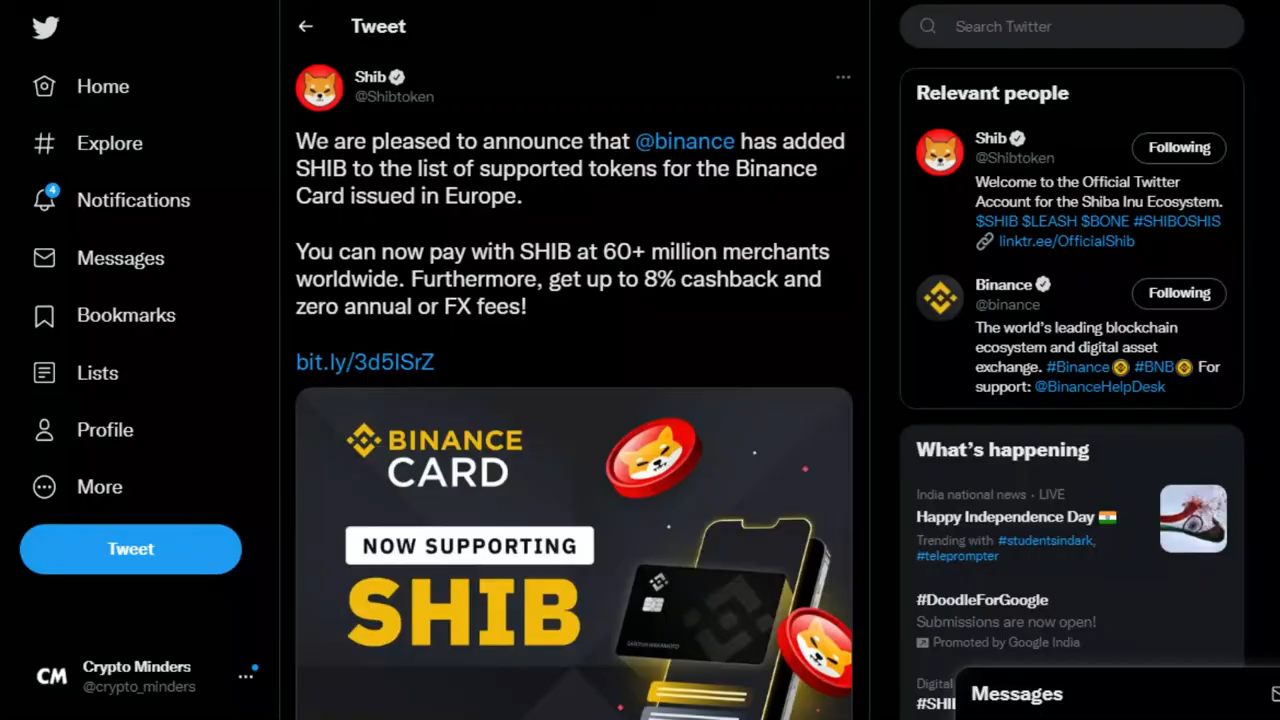 Home
Explore
4
Notifications
Messages
Bookmarks
Lists
Profile
More
Tweet
CM
Crypto Minders
@crypto_minders
Tweet
Shib
@Shibtoken
We are pleased to announce that @binance has added
SHIB to the list of supported tokens for the Binance
Card issued in Europe.
You can now pay with SHIB at 60+ million merchants
worldwide. Furthermore, get up to 8% cashback and
zero annual or FX fees!
bit.ly/3d5lSrZ
BINANCE
CARD
NOW SUPPORTING
SHIB
Search Twitter
Relevant people
Shib
@Shibtoken
Following
Welcome to the Official Twitter
Account for the Shiba Inu Ecosystem.
$SHIB $LEASH $BONE #SHIBOSHIS
🔗 linktr.ee/OfficialShib
Binance
@binance
Following
The world's leading blockchain
ecosystem and digital asset
exchange. #Binance #BNB For
support: @BinanceHelpDesk
What's happening
India national news · LIVE
Happy Independence Day 🇮🇳
Trending with #studentsindark,
#teleprompter
#DoodleForGoogle
Submissions are now open!
Promoted by Google India
Digital
#SHI
Messages